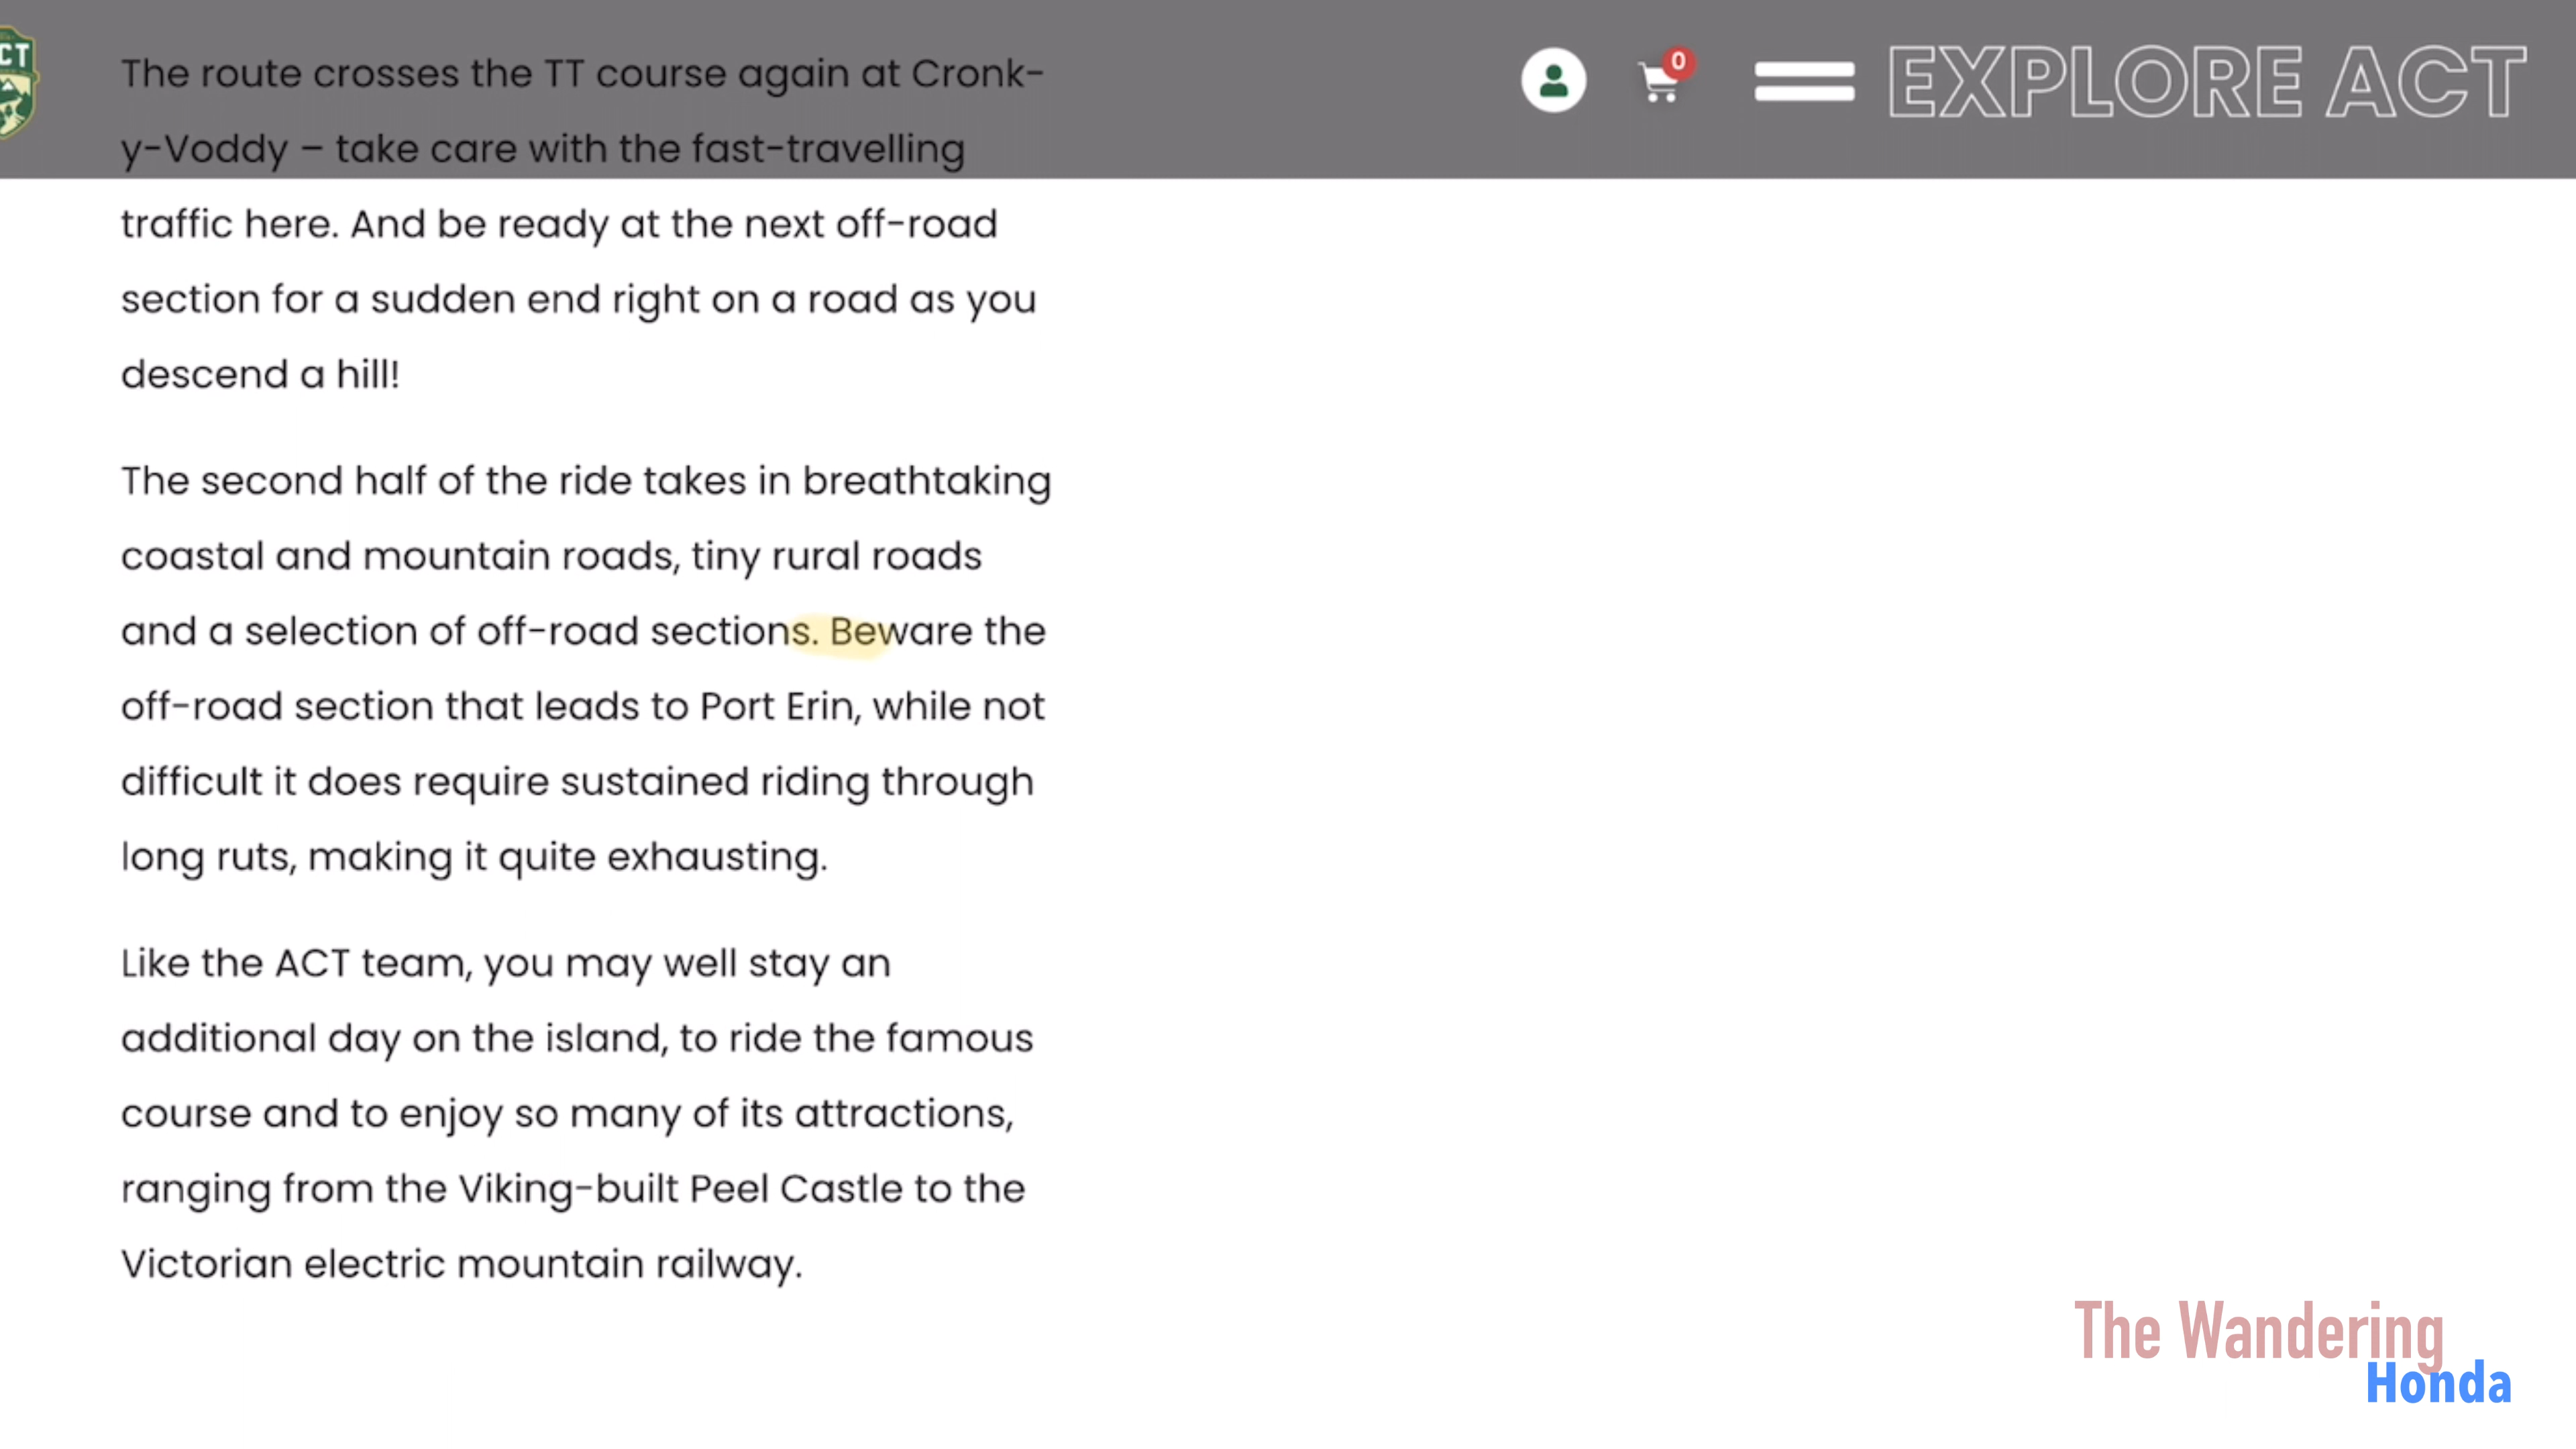 CT
The route crosses the TT course again at Cronk-
y-Voddy – take care with the fast-travelling
0
EXPLORE ACT
traffic here. And be ready at the next off-road
section for a sudden end right on a road as you
descend a hill!
The second half of the ride takes in breathtaking
coastal and mountain roads, tiny rural roads
and a selection of off-road sections. Beware the
off-road section that leads to Port Erin, while not
difficult it does require sustained riding through
long ruts, making it quite exhausting.
Like the ACT team, you may well stay an
additional day on the island, to ride the famous
course and to enjoy so many of its attractions,
ranging from the Viking-built Peel Castle to the
Victorian electric mountain railway.
The Wandering
Honda